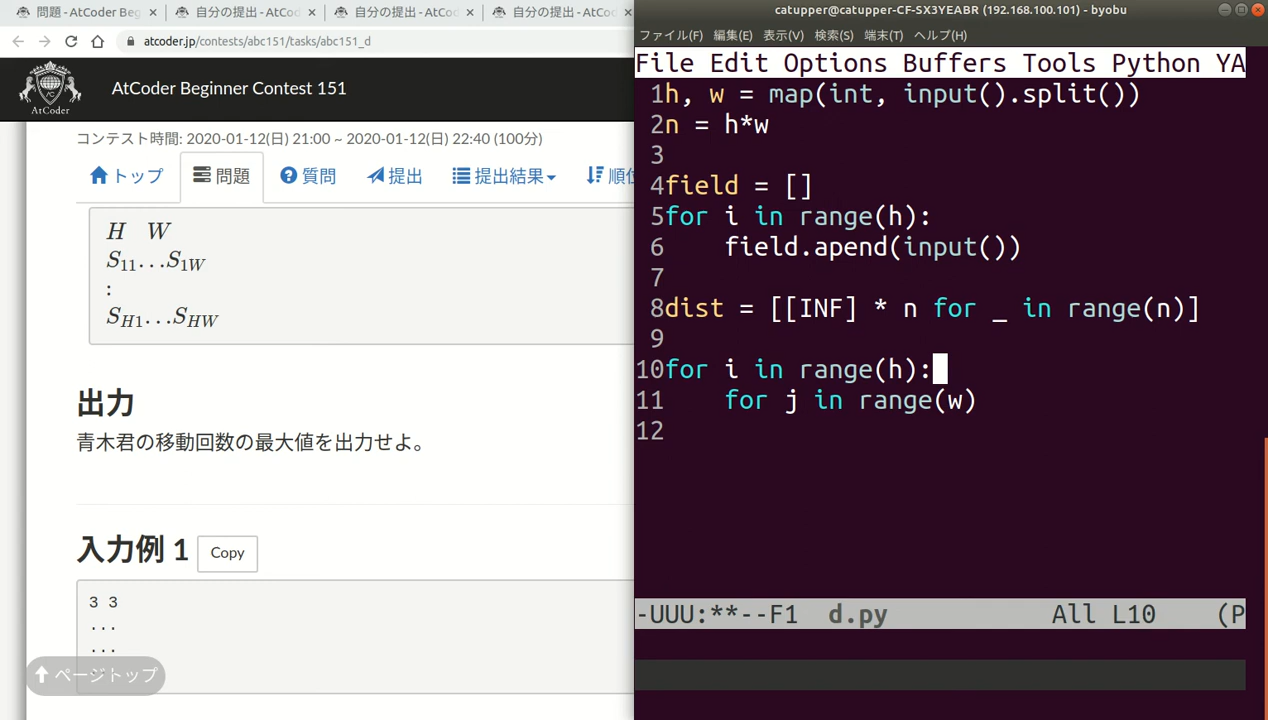 問題 - AtCoder Beg
自分の提出 - AtCod
自分の提出 - AtCod
自分の提出 - AtCod
atcoder.jp/contests/abc151/tasks/abc151_d
AtCoder
AtCoder Beginner Contest 151
コンテスト時間: 2020-01-12(日) 21:00 ~ 2020-01-12(日) 22:40 (100分)
トップ
問題
質問
提出
提出結果
順位
H W
S11...S1W
:
SH1...SHW
出力
青木君の移動回数の最大値を出力せよ。
入力例 1
Copy
3 3
...
...
ページトップ
catupper@catupper-CF-SX3YEABR (192.168.100.101) - byobu
ファイル(F) 編集(E) 表示(V) 検索(S) 端末(T) ヘルプ(H)
File Edit Options Buffers Tools Python YA
1h, w = map(int, input().split())
2n = h*w
3
4field = []
5for i in range(h):
6    field.apend(input())
7
8dist = [[INF] * n for _ in range(n)]
9
10for i in range(h):
11    for j in range(w)
12
-UUU:**--F1  d.py           All L10    (P